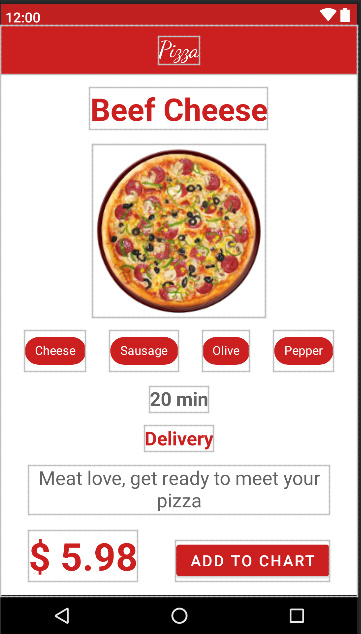 12:00
Pizza
Beef Cheese
Cheese Sausage Olive Pepper
20 min
Delivery
Meat love, get ready to meet your
pizza
$ 5.98 ADD TO CHART